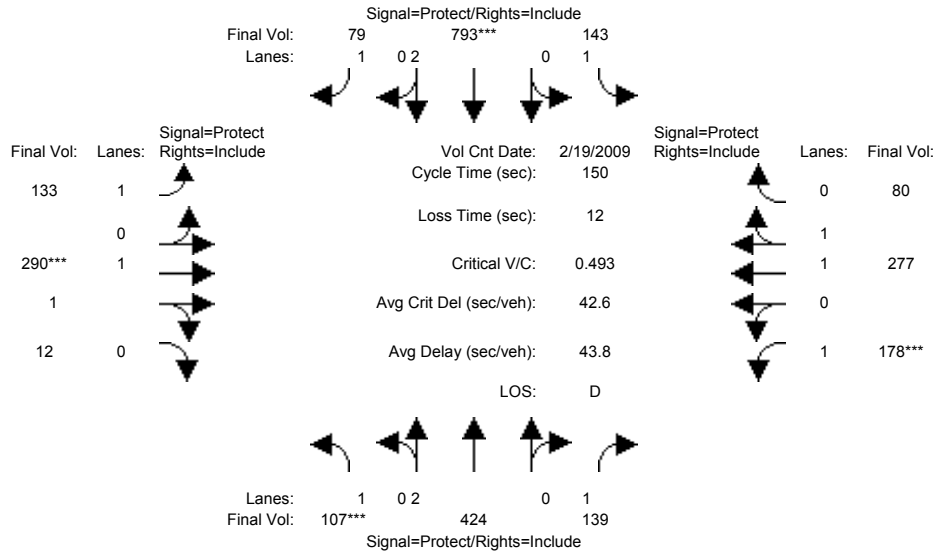 Signal=Protect/Rights=Include
Final Vol: 79 793*** 143
Lanes: 1 0 2 0 1
Signal=Protect Signal=Protect
Final Vol: Lanes: Rights=Include Vol Cnt Date: 2/19/2009 Rights=Include Lanes: Final Vol:
Cycle Time (sec): 150
133 1 0 80
Loss Time (sec): 12
0 1
290*** 1 Critical V/C: 0.493 1 277
1 Avg Crit Del (sec/veh): 42.6 0
12 0 Avg Delay (sec/veh): 43.8 1 178***
LOS: D
Lanes: 1 0 2 0 1
Final Vol: 107*** 424 139
Signal=Protect/Rights=Include